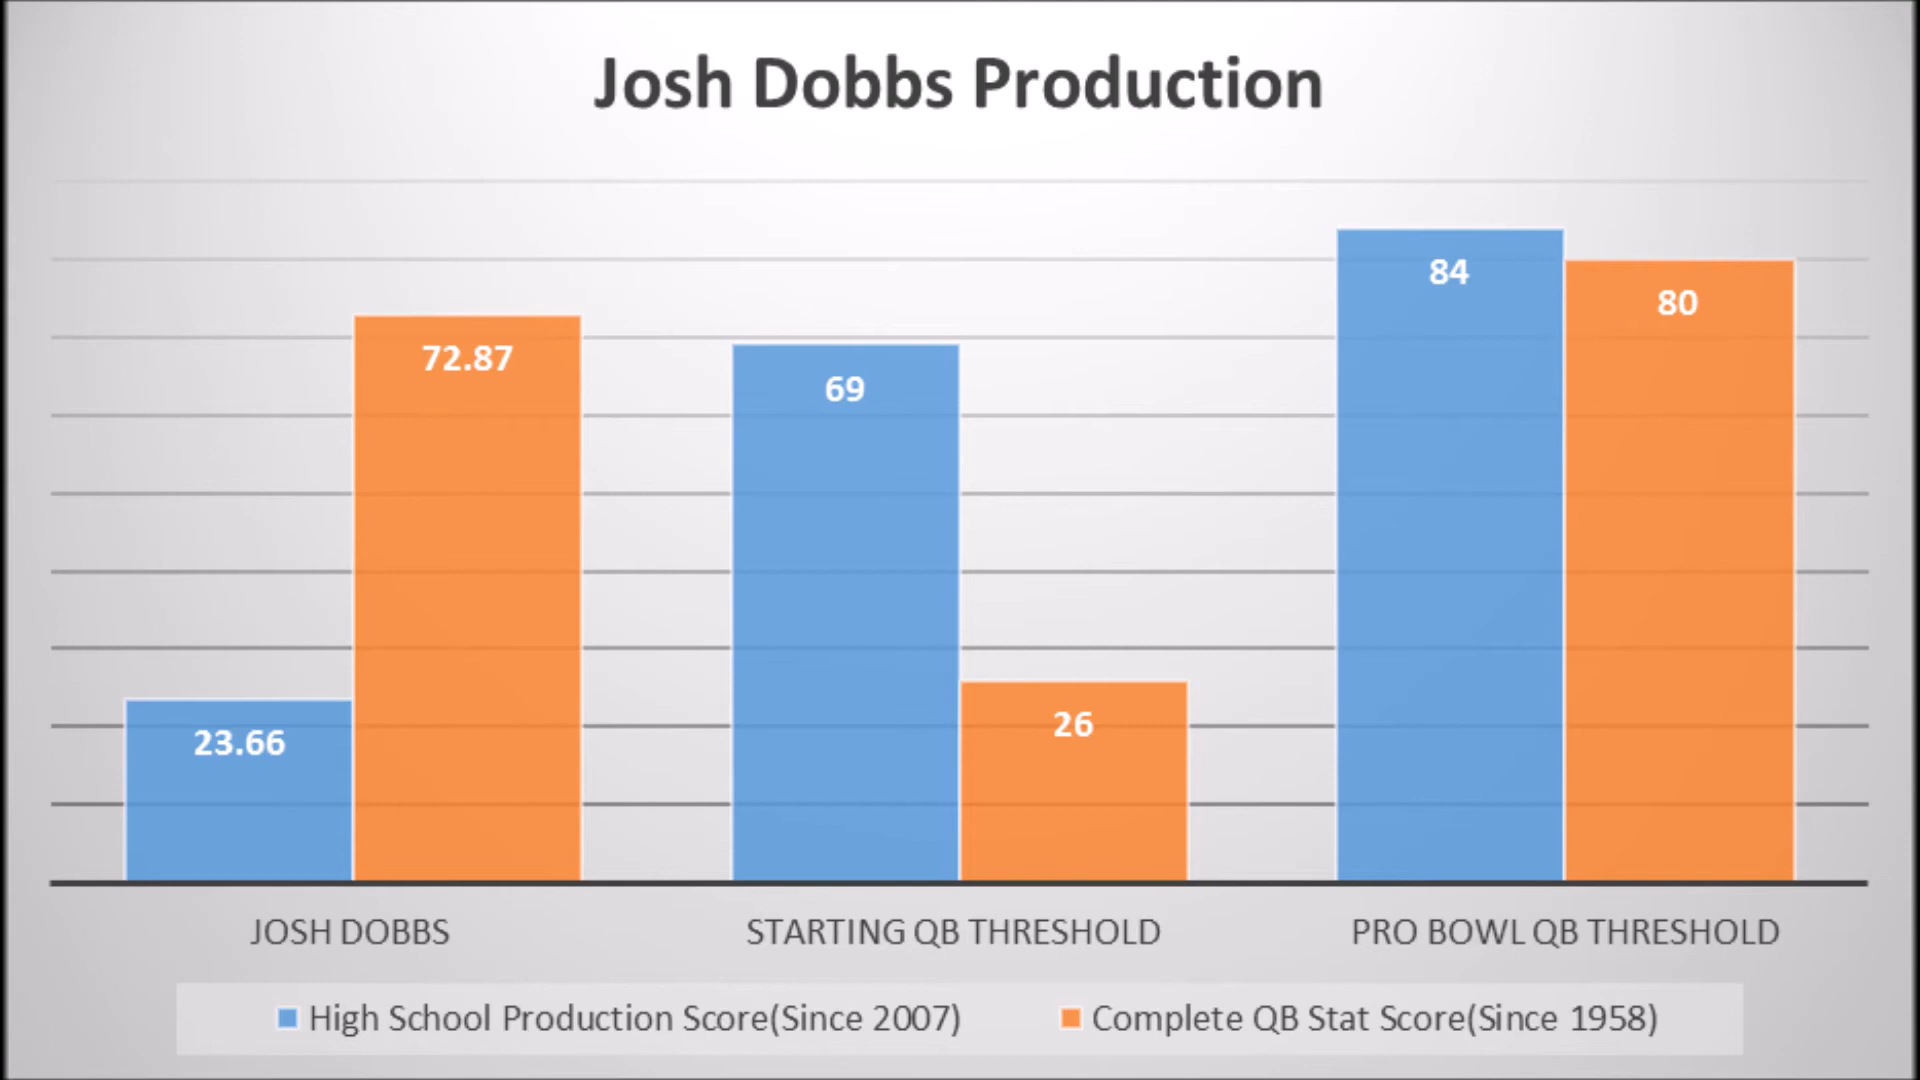 Josh Dobbs Production
84
80
72.87
69
26
23.66
JOSH DOBBS
STARTING QB THRESHOLD
PRO BOWL QB THRESHOLD
High School Production Score(Since 2007)
Complete QB Stat Score(Since 1958)